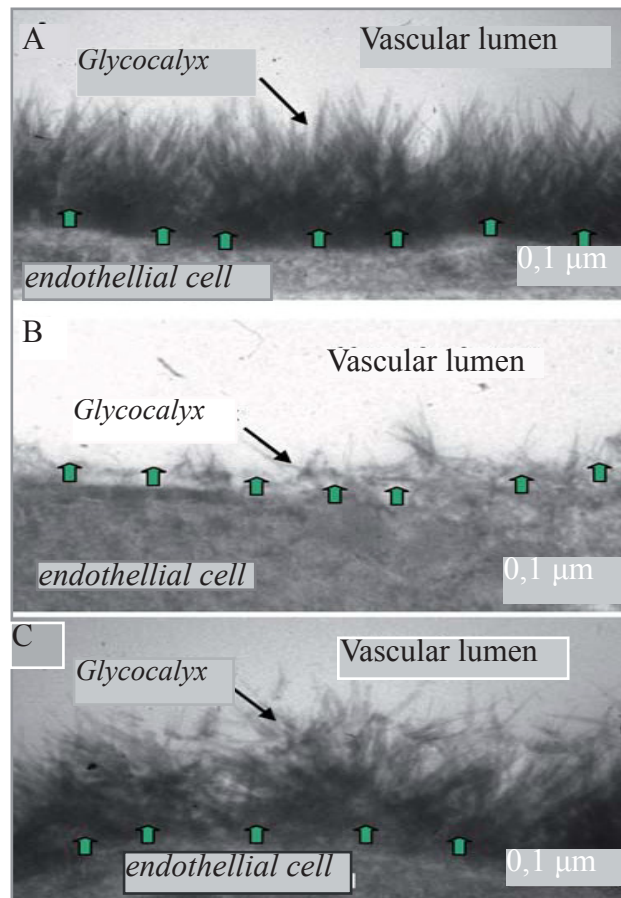 A
Vascular lumen
Glycocalyx
endothellial cell
0,1 μm
B
Vascular lumen
Glycocalyx
endothellial cell
0,1 μm
C
Vascular lumen
Glycocalyx
endothellial cell
0,1 μm